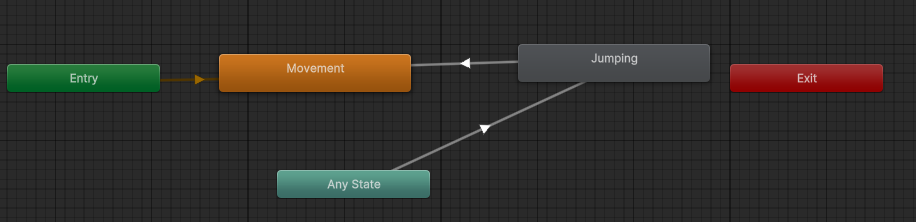 Entry
Movement
Jumping
Exit
Any State